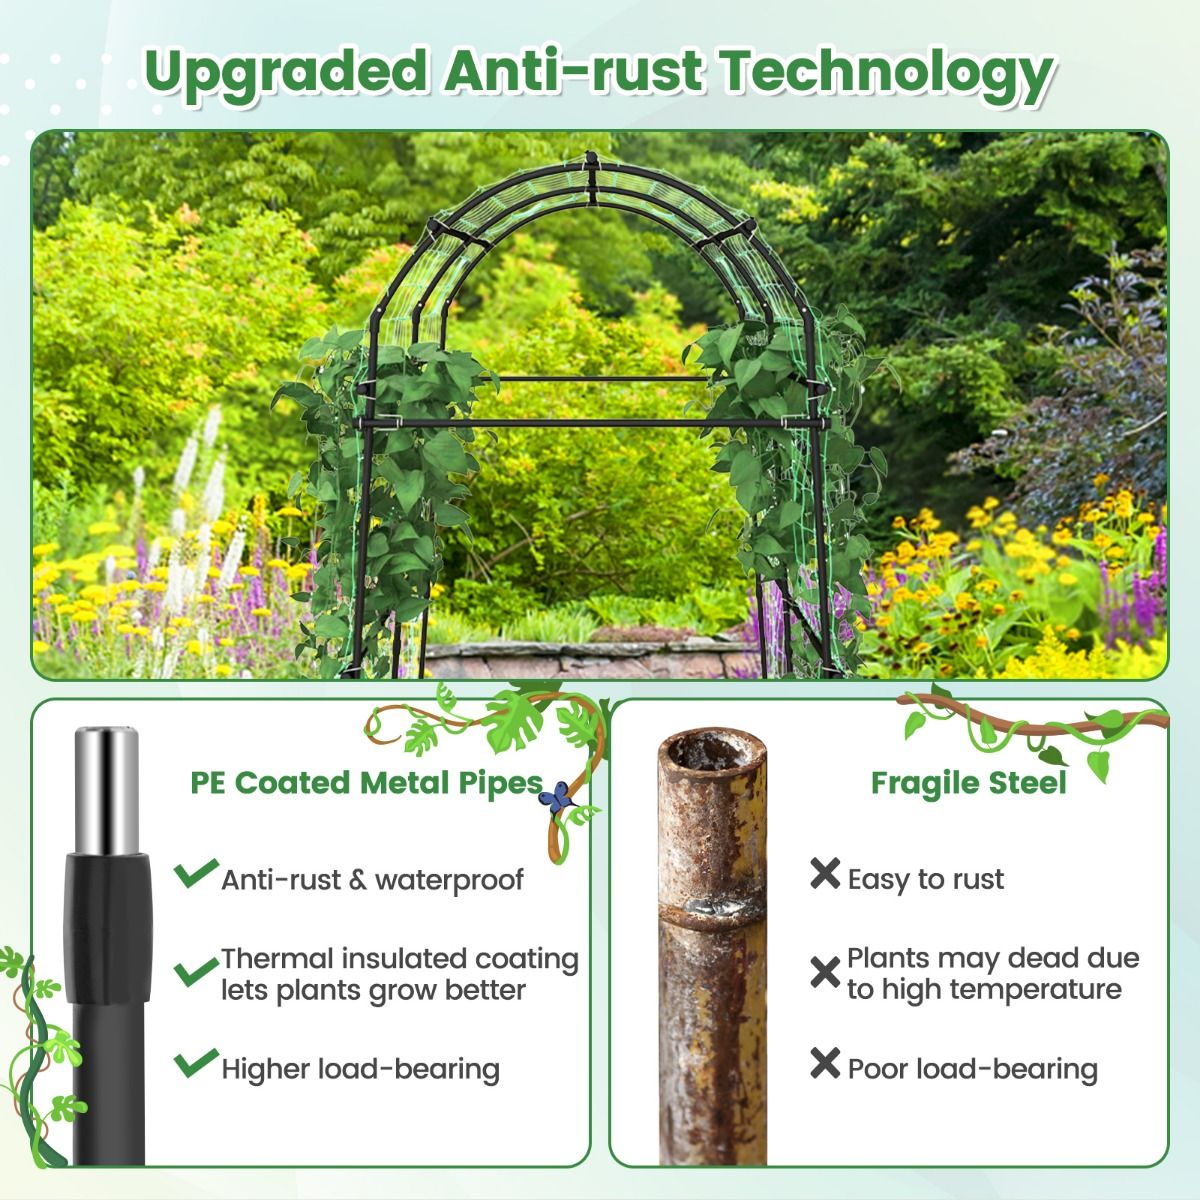 Upgraded Anti-rust Technology
PE Coated Metal Pipes
Anti-rust & waterproof
Thermal insulated coating
lets plants grow better
Higher load-bearing
Fragile Steel
Easy to rust
Plants may dead due
to high temperature
Poor load-bearing